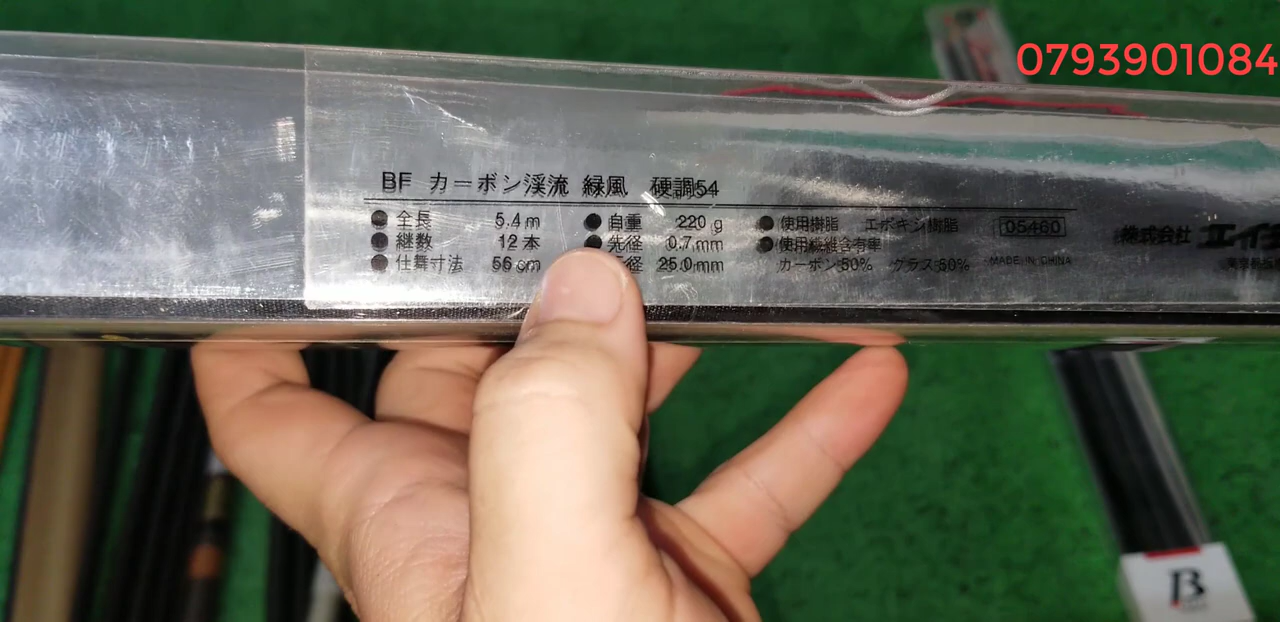 0793901084
BF カーボン渓流 緑風 硬調54
●全長 5.4m ●自重 220g ●使用樹脂 エポキシ樹脂 05460 株式会社 エイ
●継数 12本 ●先径 0.7mm ●使用繊維含有率
●仕舞寸法 56cm 径 25.0mm カーボン50% グラス50% MADE IN CHINA
B